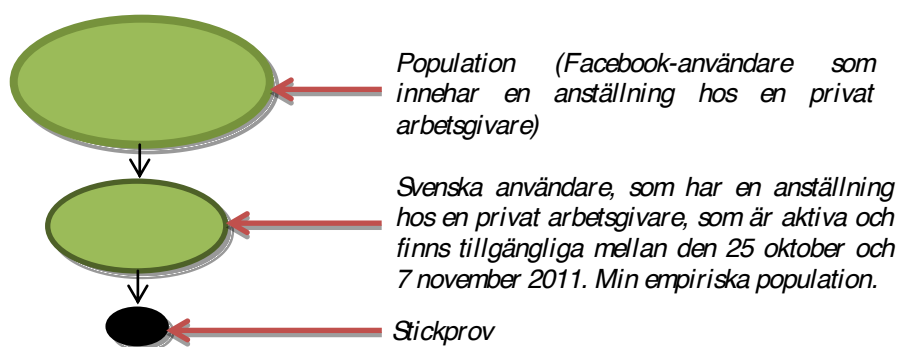 Population (Facebook-användare som
innehar en anställning hos en privat
arbetsgivare)
Svenska användare, som har en anställning
hos en privat arbetsgivare, som är aktiva och
finns tillgängliga mellan den 25 oktober och
7 november 2011. Min empiriska population.
Stickprov